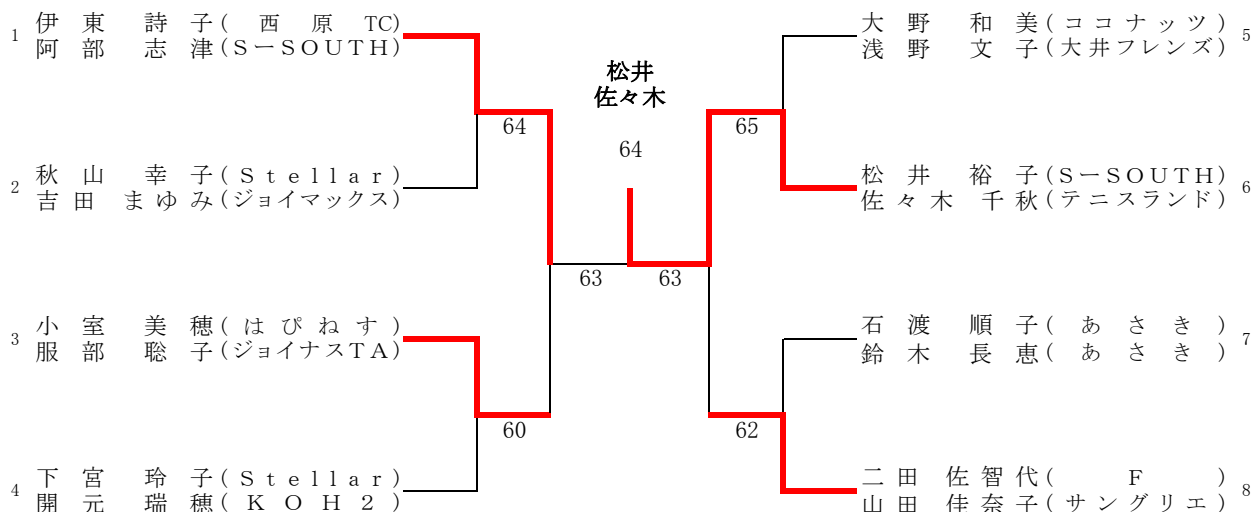 1 伊東 詩子(西原 TC)
阿部 志津(S－SOUTH)
2 秋山 幸子(Stellar)
吉田 まゆみ(ジョイマックス)
3 小室 美穂(はぴねす)
服部 聡子(ジョイナスTA)
4 下宮 玲子(Stellar)
開元 瑞穂(KOH2)
64
60
63
松井
佐々木
64
63
65
62
大野 和美(ココナッツ) 5
浅野 文子(大井フレンズ)
松井 裕子(S－SOUTH) 6
佐々木 千秋(テニスランド)
石渡 順子(あさき) 7
鈴木 長恵(あさき)
二田 佐智代(F) 8
山田 佳奈子(サングリエ)